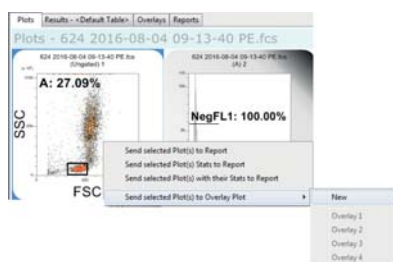 Plots Results - <Default Table> Overlays Reports
Plots - 624 2016-08-04 09-13-40 PE.fcs
624 2016-08-04 09-13-40 PE.fcs
(Ungated) 1
A: 27.09%
SSC
FSC
624 2016-08-04 09-13-40 PE.fcs
(A) 2
NegFL1: 100.00%
Send selected Plot(s) to Report
Send selected Plot(s) Stats to Report
Send selected Plot(s) with their Stats to Report
Send selected Plot(s) to Overlay Plot
New
Overlay 1
Overlay 2
Overlay 3
Overlay 4